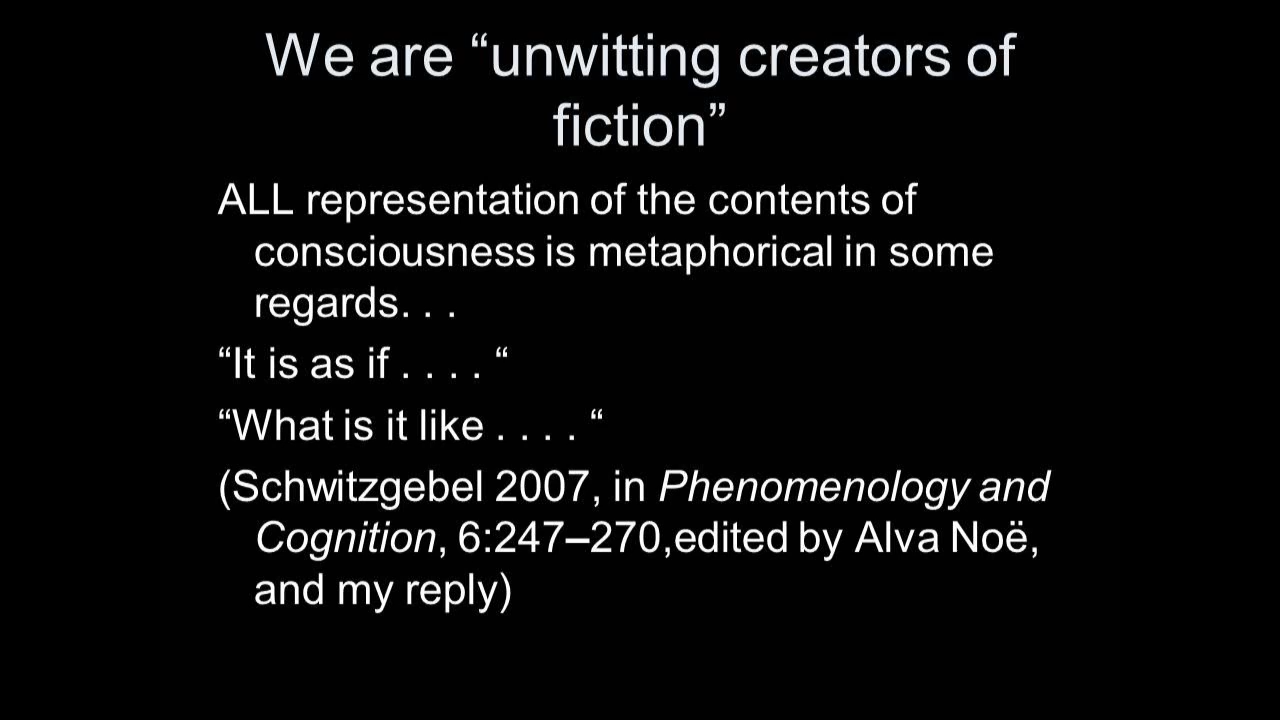 We are “unwitting creators of
fiction”
ALL representation of the contents of
consciousness is metaphorical in some
regards. . .
“It is as if . . . . “
“What is it like . . . . “
(Schwitzgebel 2007, in Phenomenology and
Cognition, 6:247–270,edited by Alva Noë,
and my reply)